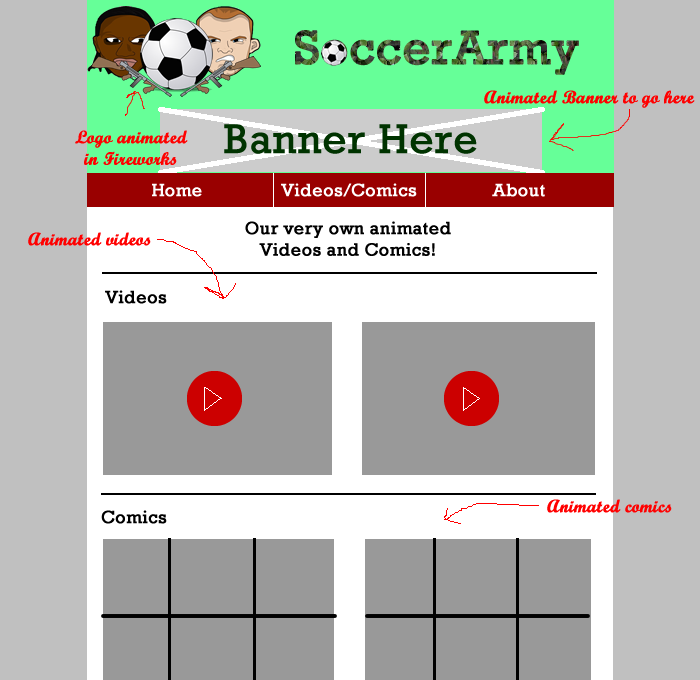 SoccerArmy
Animated Banner to go here
Logo animated
in Fireworks
Banner Here
Home Videos/Comics About
Our very own animated
Videos and Comics!
Animated videos
Videos
Animated comics
Comics